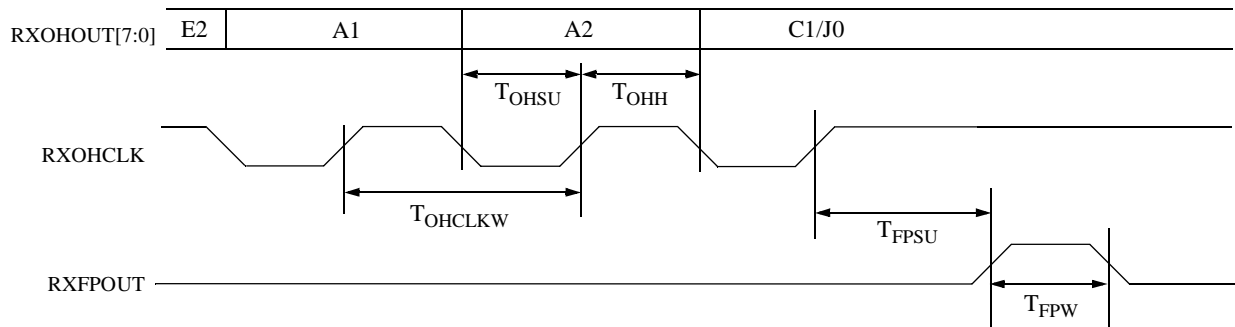 RXOHOUT[7:0] E2 A1 A2 C1/J0
TOHSU TOHH
RXOHCLK
TOHCLKW
TFPSU
RXFPOUT
TFPW